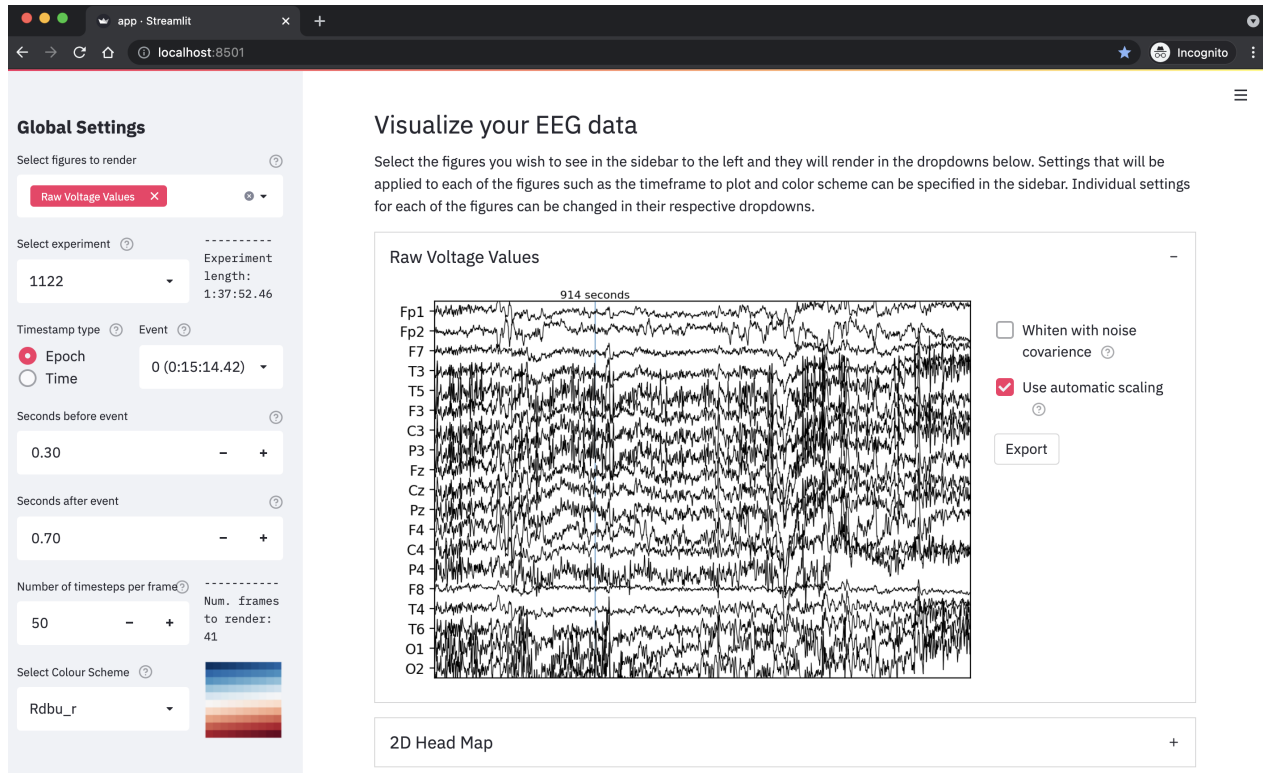 app · Streamlit
localhost:8501
Incognito
Global Settings
Select figures to render
Raw Voltage Values
Select experiment
1122
----------
Experiment
length:
1:37:52.46
Timestamp type
Event
Epoch
Time
0 (0:15:14.42)
Seconds before event
0.30
Seconds after event
0.70
Number of timesteps per frame
50
-----------
Num. frames
to render:
41
Select Colour Scheme
Rdbu_r
Visualize your EEG data
Select the figures you wish to see in the sidebar to the left and they will render in the dropdowns below. Settings that will be
applied to each of the figures such as the timeframe to plot and color scheme can be specified in the sidebar. Individual settings
for each of the figures can be changed in their respective dropdowns.
Raw Voltage Values
914 seconds
Fp1
Fp2
F7
T3
T5
F3
C3
P3
Fz
Cz
Pz
F4
C4
P4
F8
T4
T6
O1
O2
Whiten with noise
covarience
Use automatic scaling
Export
2D Head Map